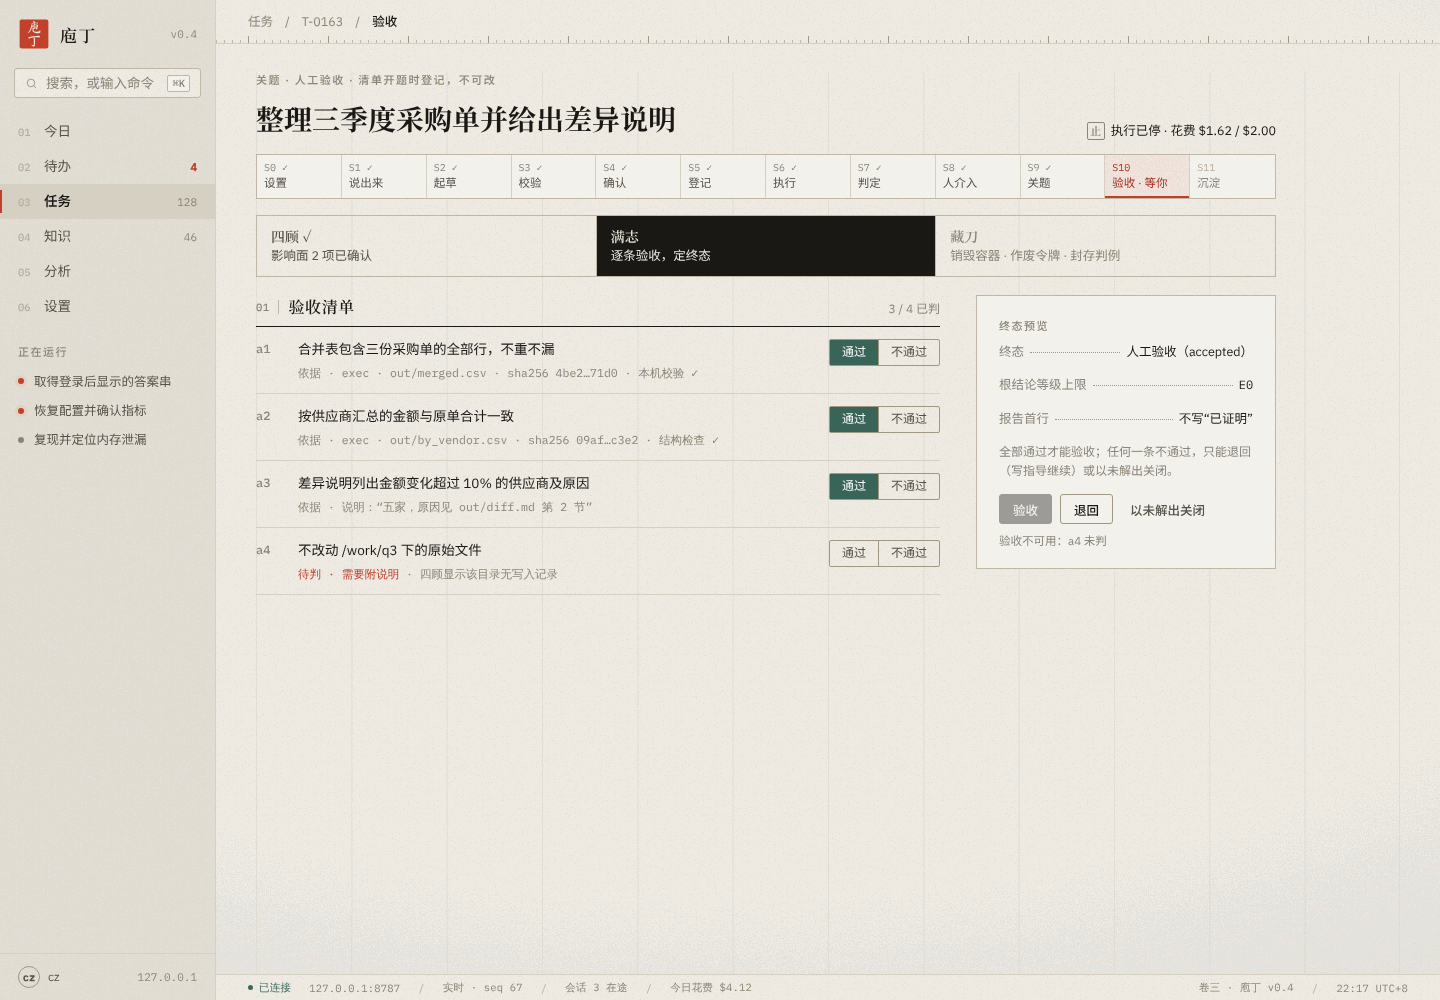 庖丁 庖丁 v0.4
搜索，或输入命令 ⌘K
01 今日
02 待办 4
03 任务 128
04 知识 46
05 分析
06 设置
正在运行
取得登录后显示的答案串
恢复配置并确认指标
复现并定位内存泄漏
cz cz 127.0.0.1
任务 / T-0163 / 验收
关题 · 人工验收 · 清单开题时登记，不可改
整理三季度采购单并给出差异说明
止 执行已停 · 花费 $1.62 / $2.00
S0 ✓ S1 ✓ S2 ✓ S3 ✓ S4 ✓ S5 ✓ S6 ✓ S7 ✓ S8 ✓ S9 ✓ S10 S11
设置 说出来 起草 校验 确认 登记 执行 判定 人介入 关题 验收 · 等你 沉淀
四顾 √ 满志 藏刀
影响面 2 项已确认 逐条验收，定终态 销毁容器 · 作废令牌 · 封存判例
01 验收清单 3 / 4 已判
a1 合并表包含三份采购单的全部行，不重不漏 通过 不通过
依据 · exec · out/merged.csv · sha256 4be2…71d0 · 本机校验 ✓
a2 按供应商汇总的金额与原单合计一致 通过 不通过
依据 · exec · out/by_vendor.csv · sha256 09af…c3e2 · 结构检查 ✓
a3 差异说明列出金额变化超过 10% 的供应商及原因 通过 不通过
依据 · 说明：“五家，原因见 out/diff.md 第 2 节”
a4 不改动 /work/q3 下的原始文件 通过 不通过
待判 · 需要附说明 · 四顾显示该目录无写入记录
终态预览
终态 人工验收（accepted）
根结论等级上限 E0
报告首行 不写“已证明”
全部通过才能验收；任何一条不通过，只能退回
（写指导继续）或以未解出关闭。
验收 退回 以未解出关闭
验收不可用：a4 未判
已连接 127.0.0.1:8787 / 实时 · seq 67 / 会话 3 在途 / 今日花费 $4.12 卷三 · 庖丁 v0.4 / 22:17 UTC+8